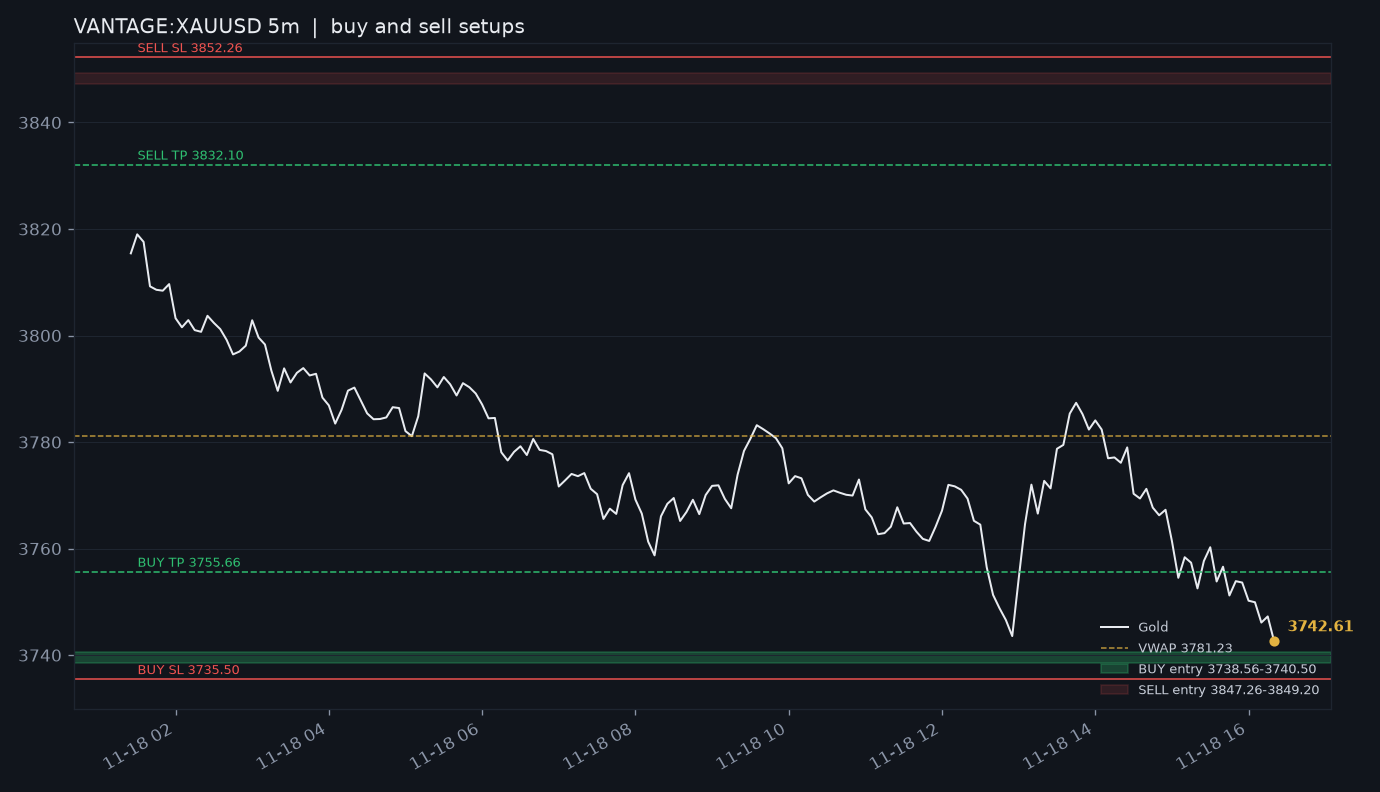 VANTAGE:XAUUSD 5m | buy and sell setups
SELL SL 3852.26
3840
SELL TP 3832.10
3820
3800
3780
3760
BUY TP 3755.66
3742.61
Gold
VWAP 3781.23
3740
BUY entry 3738.56-3740.50
BUY SL 3735.50
SELL entry 3847.26-3849.20
11-18 02
11-18 04
11-18 06
11-18 08
11-18 10
11-18 12
11-18 14
11-18 16